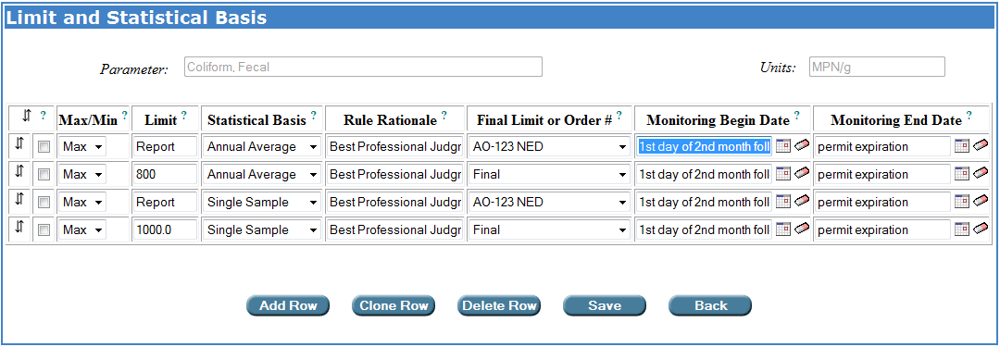 Limit and Statistical Basis
Parameter: Coliform, Fecal Units: MPN/g
? Max/Min ? Limit ? Statistical Basis ? Rule Rationale ? Final Limit or Order # ? Monitoring Begin Date ? Monitoring End Date ?
Max Report Annual Average Best Professional Judgr AO-123 NED 1st day of 2nd month foll permit expiration
Max 800 Annual Average Best Professional Judgr Final 1st day of 2nd month foll permit expiration
Max Report Single Sample Best Professional Judgr AO-123 NED 1st day of 2nd month foll permit expiration
Max 1000.0 Single Sample Best Professional Judgr Final 1st day of 2nd month foll permit expiration
Add Row Clone Row Delete Row Save Back